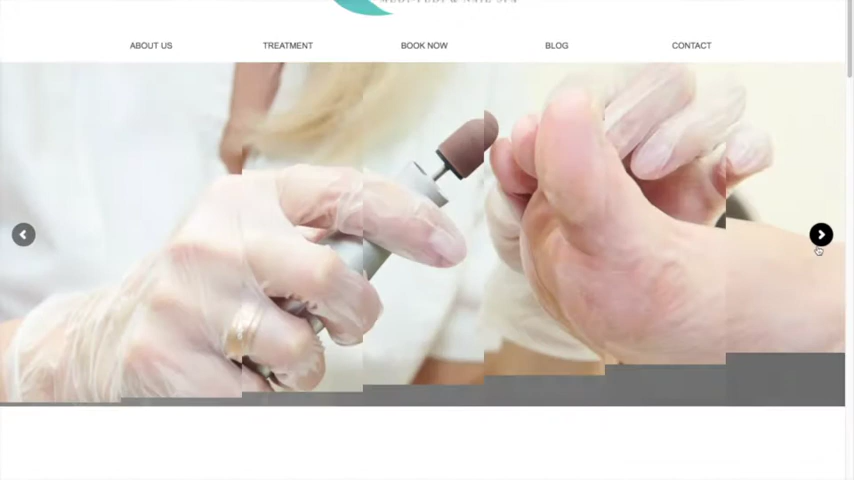 ABOUT US
TREATMENT
BOOK NOW
BLOG
CONTACT